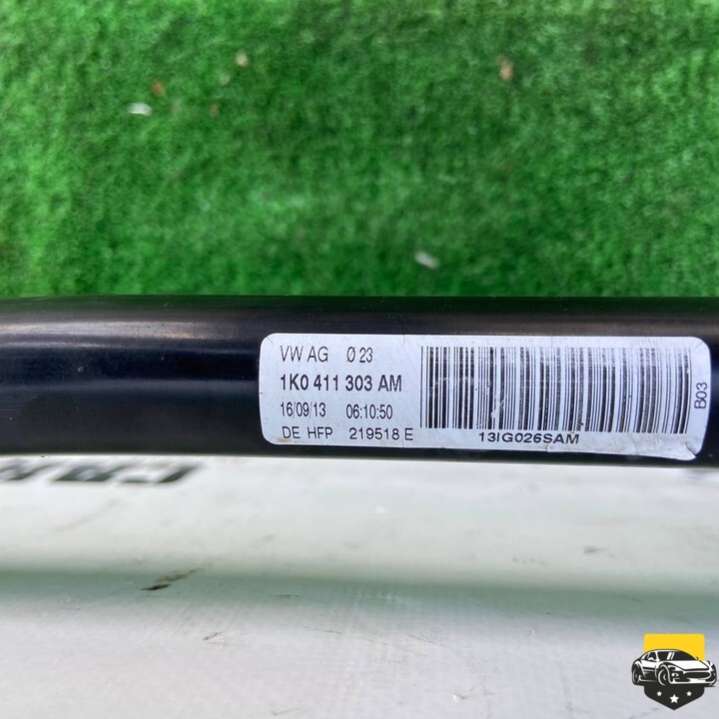 VW AG Ø 23
1K0 411 303 AM
16/09/13 06:10:50
DE HFP 219518 E
13IG026SAM
B03